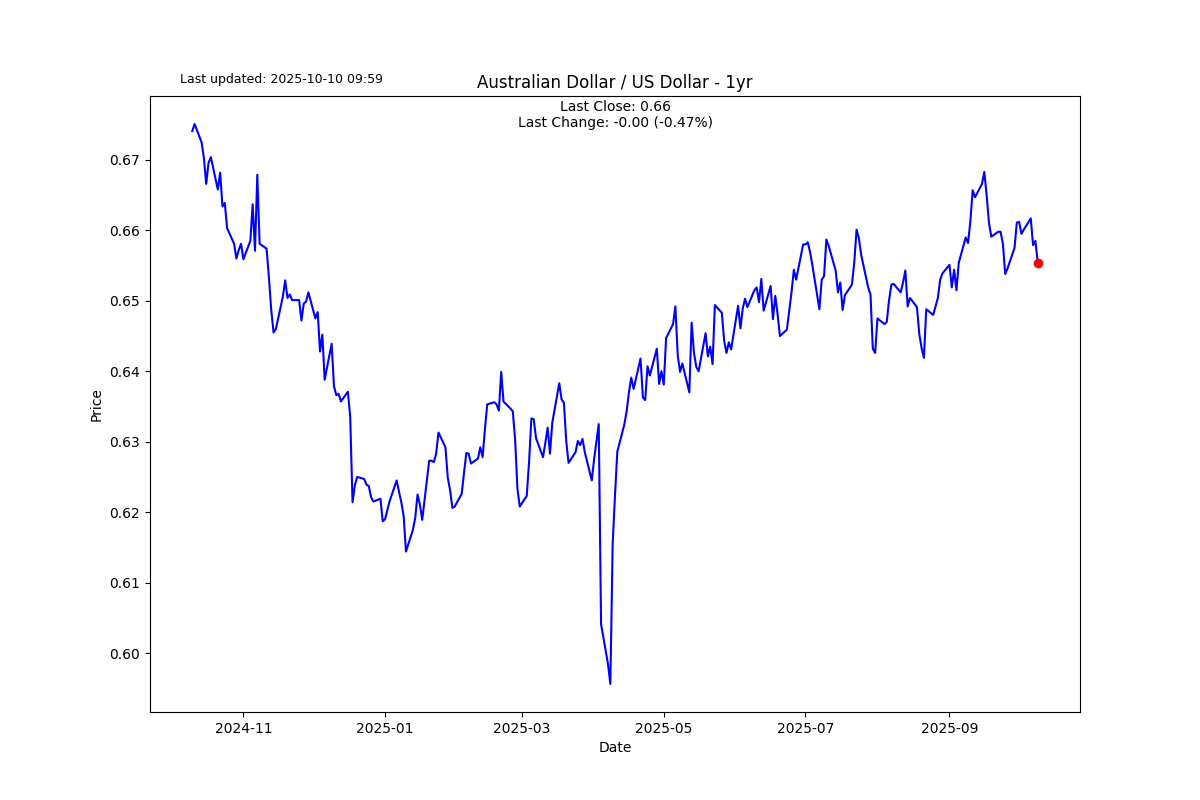 Last updated: 2025-10-10 09:59
Australian Dollar / US Dollar - 1yr
Last Close: 0.66
Last Change: -0.00 (-0.47%)
Price
0.67
0.66
0.65
0.64
0.63
0.62
0.61
0.60
2024-11
2025-01
2025-03
2025-05
2025-07
2025-09
Date